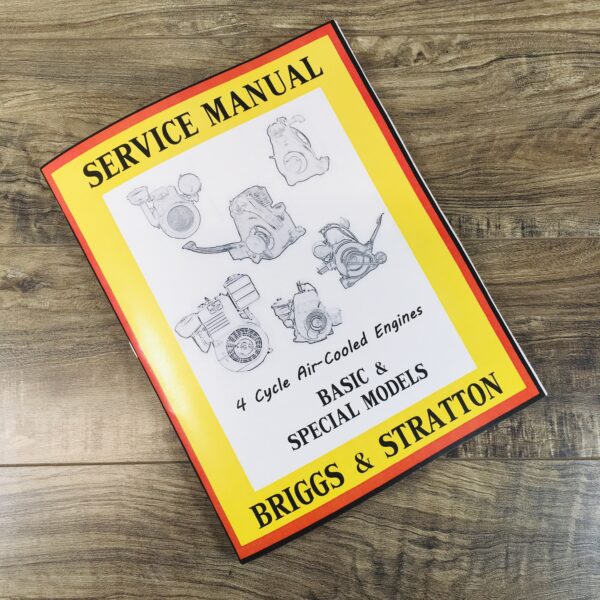 SERVICE MANUAL
4 Cycle Air-Cooled Engines
BASIC &
SPECIAL MODELS
BRIGGS & STRATTON